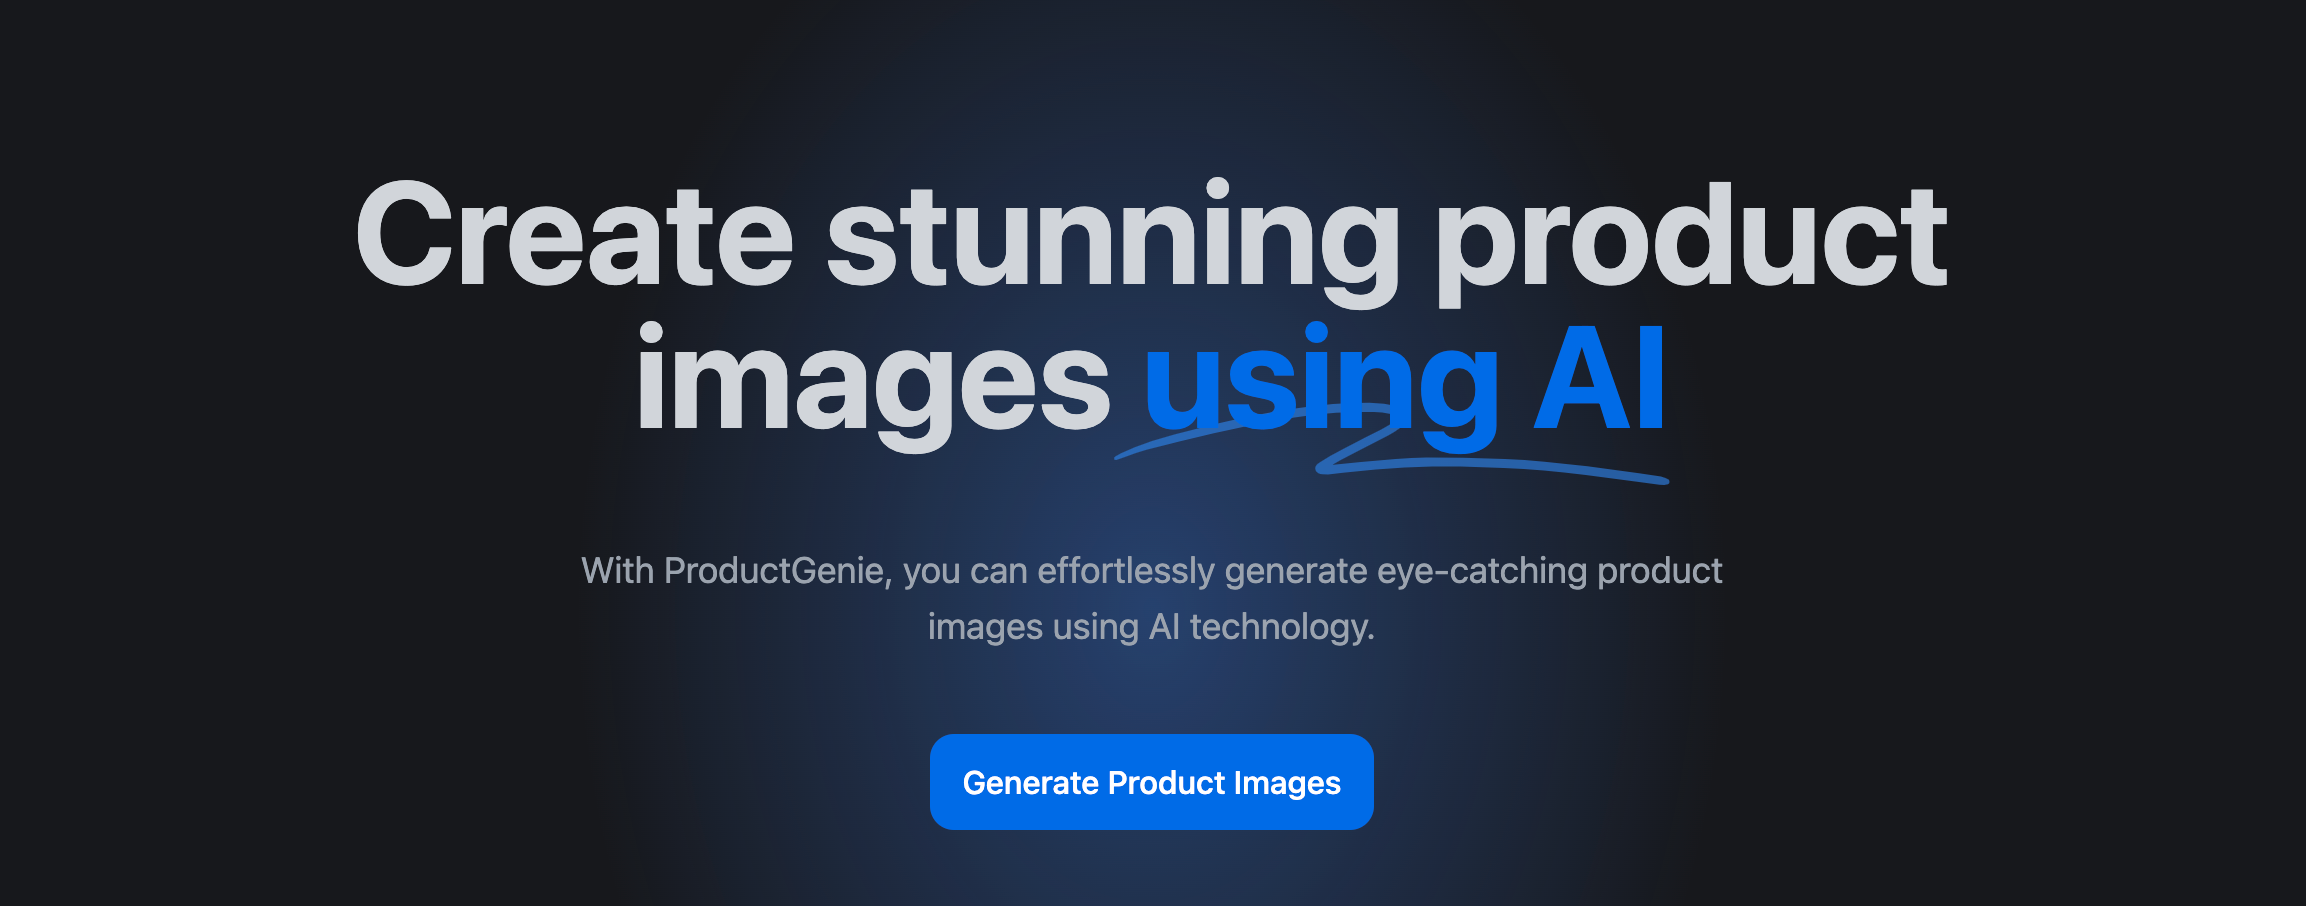 Create stunning product
images using AI
With ProductGenie, you can effortlessly generate eye-catching product
images using AI technology.
Generate Product Images